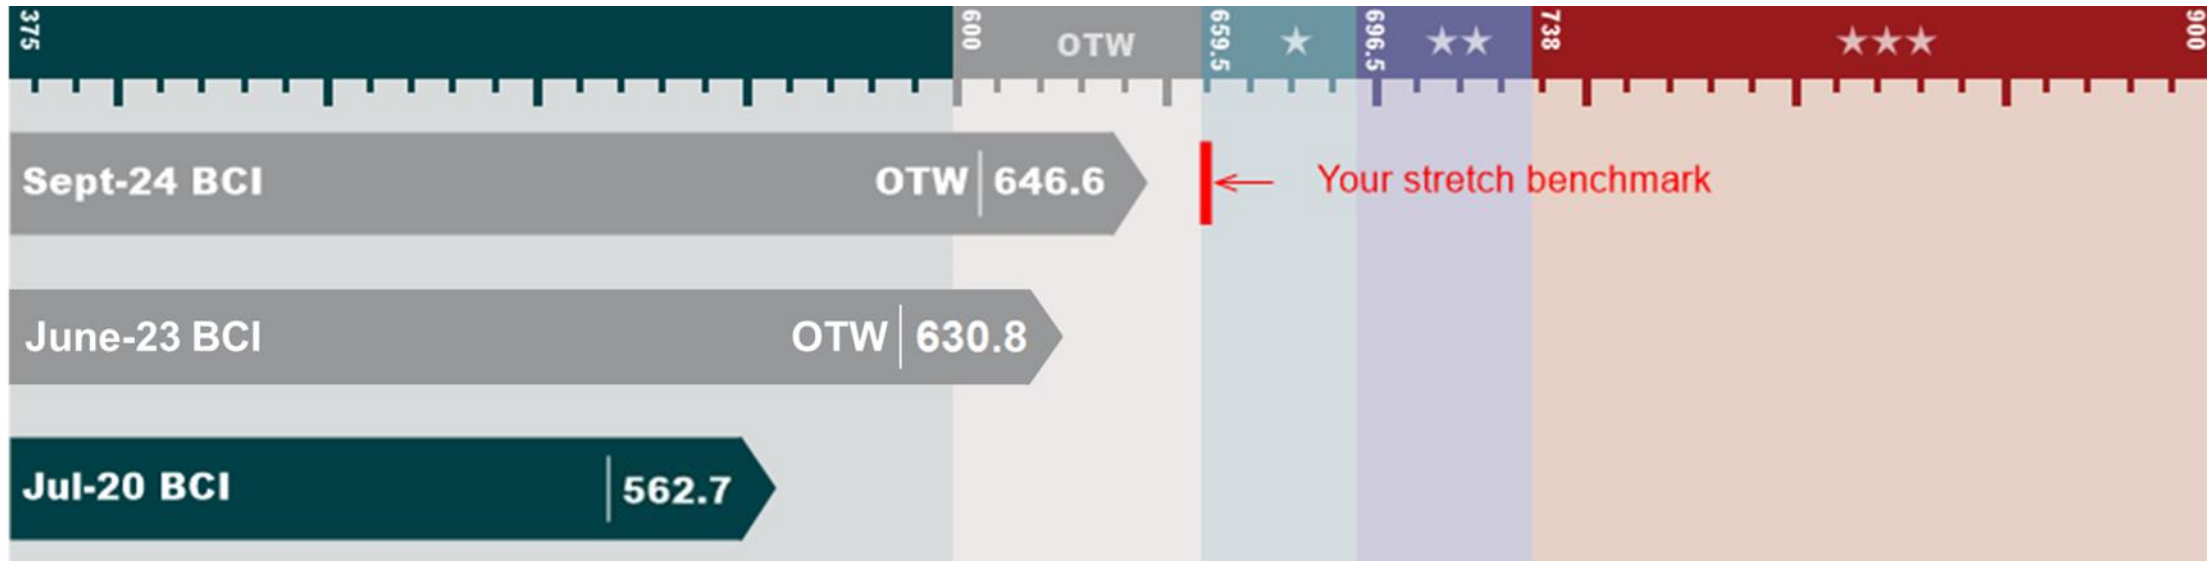 375 600 OTW 659.5 ★ 696.5 ★★ 738 ★★★ 900
Sept-24 BCI OTW 646.6 Your stretch benchmark
June-23 BCI OTW 630.8
Jul-20 BCI 562.7